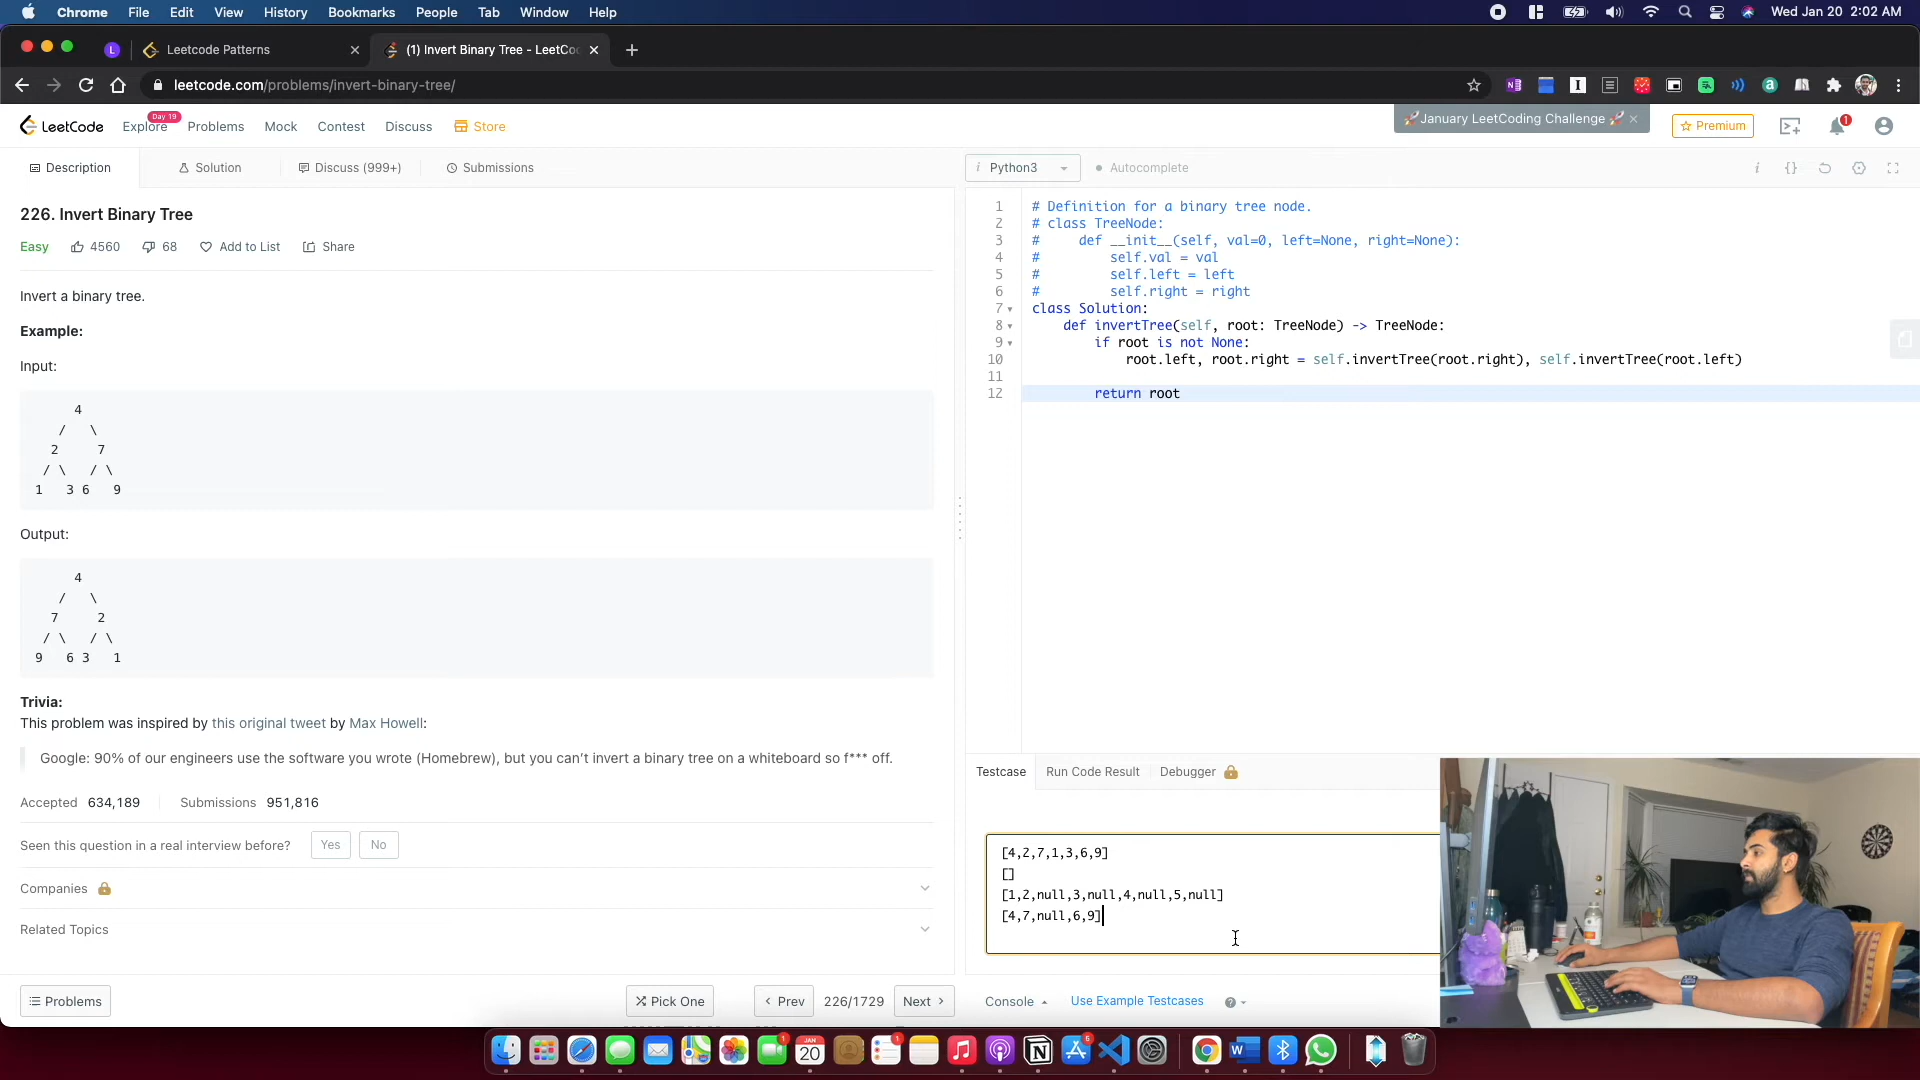 Chrome File Edit View History Bookmarks People Tab Window Help Wed Jan 20 2:02 AM
L Leetcode Patterns (1) Invert Binary Tree - LeetCo
leetcode.com/problems/invert-binary-tree/
LeetCode Explore Day 19 Problems Mock Contest Discuss Store
🚀January LeetCoding Challenge 🚀 × Premium 1
Description Solution Discuss (999+) Submissions
i Python3 Autocomplete i {}
226. Invert Binary Tree
Easy 4560 68 Add to List Share
Invert a binary tree.
Example:
Input:
4
/ \
2 7
/ \ / \
1 3 6 9
Output:
4
/ \
7 2
/ \ / \
9 6 3 1
Trivia:
This problem was inspired by this original tweet by Max Howell:
Google: 90% of our engineers use the software you wrote (Homebrew), but you can’t invert a binary tree on a whiteboard so f*** off.
Accepted 634,189 Submissions 951,816
Seen this question in a real interview before? Yes No
Companies
Related Topics
Problems Pick One < Prev 226/1729 Next >
1 # Definition for a binary tree node.
2 # class TreeNode:
3 # def __init__(self, val=0, left=None, right=None):
4 # self.val = val
5 # self.left = left
6 # self.right = right
7 class Solution:
8 def invertTree(self, root: TreeNode) -> TreeNode:
9 if root is not None:
10 root.left, root.right = self.invertTree(root.right), self.invertTree(root.left)
11
12 return root
Testcase Run Code Result Debugger
[4,2,7,1,3,6,9]
[]
[1,2,null,3,null,4,null,5,null]
[4,7,null,6,9]
Console Use Example Testcases ?
1 JAN 20 1 6